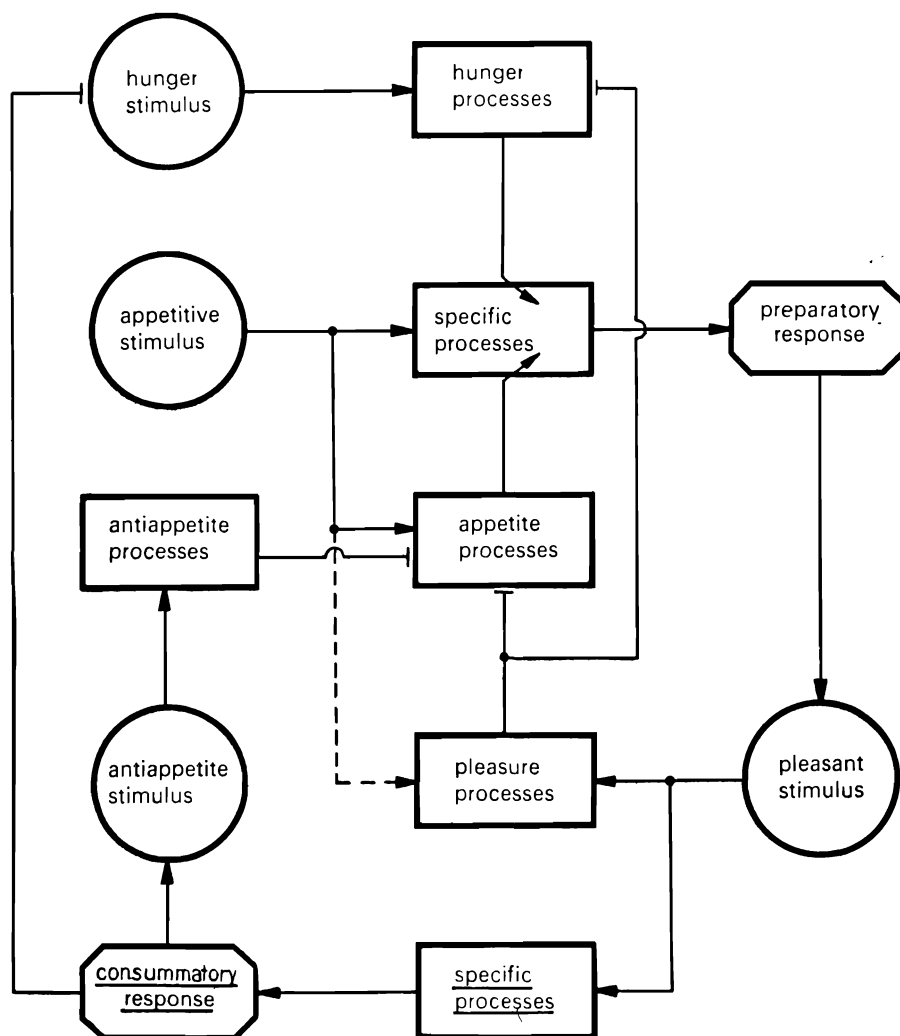 hunger
stimulus
hunger
processes
appetitive
stimulus
specific
processes
preparatory
response
antiappetite
processes
appetite
processes
antiappetite
stimulus
pleasure
processes
pleasant
stimulus
consummatory
response
specific
processes